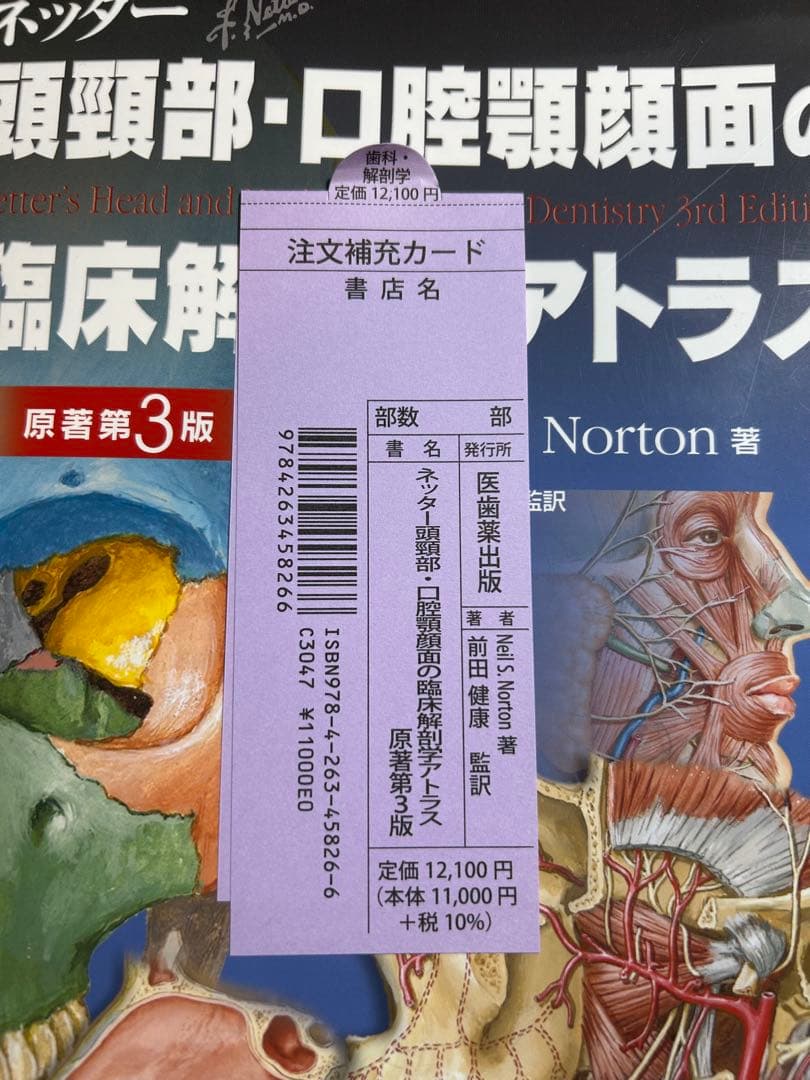 ネッター
F. Netter M.D.
頭頸部・口腔顎顔面の
etter's Head and
Dentistry 3rd Editi
臨床解
アトラス
原著第3版
Norton 著
監訳
歯科・
解剖学
定価 12,100 円
注文補充カード
書店名
部数 部
書名
ネッター頭頸部・口腔顎顔面の臨床解剖学アトラス
原著第3版
発行所
医歯薬出版
著者
Neil S. Norton 著
前田 健康 監訳
9784263458266
ISBN978-4-263-45826-6
C3047 ¥11000E0
定価 12,100 円
（本体 11,000 円
＋税 10%）